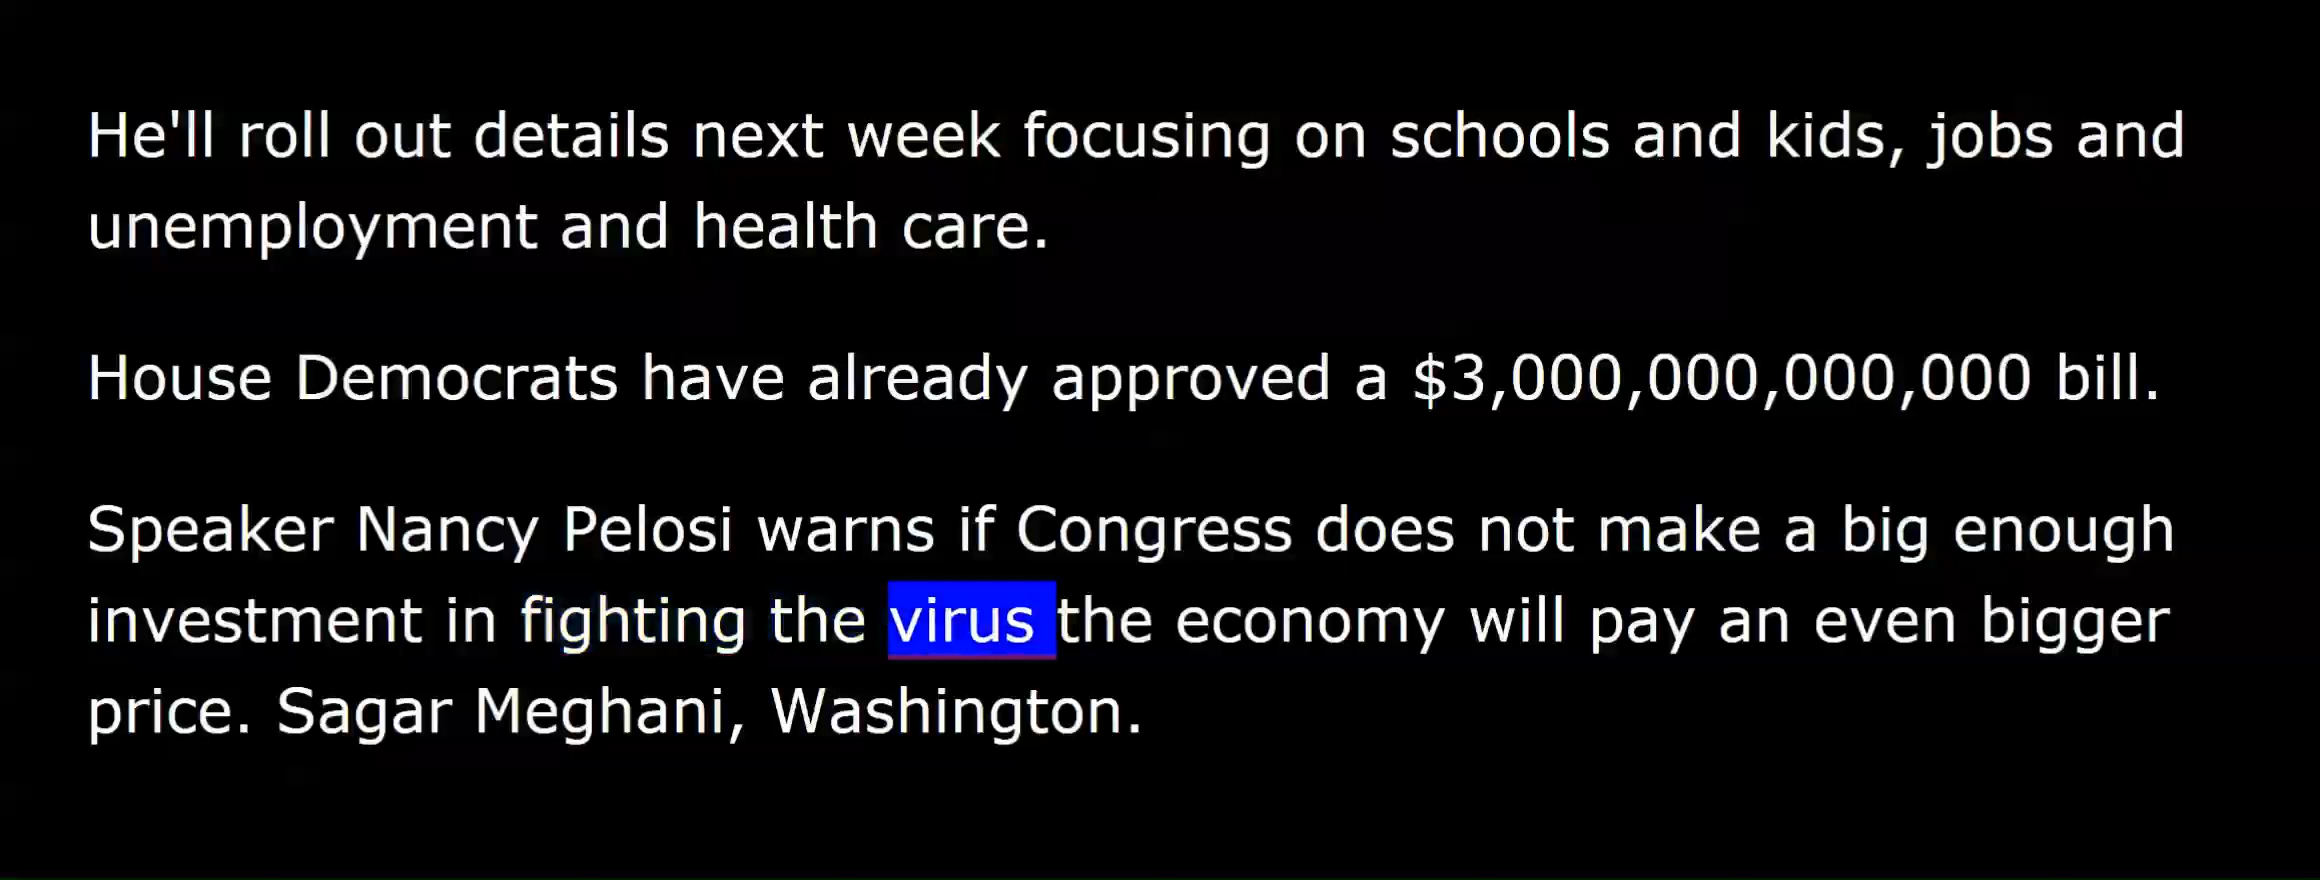 He'll roll out details next week focusing on schools and kids, jobs and
unemployment and health care.
House Democrats have already approved a $3,000,000,000,000 bill.
Speaker Nancy Pelosi warns if Congress does not make a big enough
investment in fighting the virus the economy will pay an even bigger
price. Sagar Meghani, Washington.